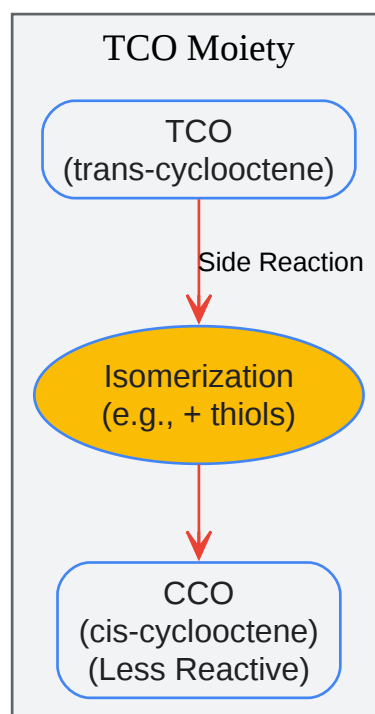 TCO Moiety
TCO
(trans-cyclooctene)
Side Reaction
Isomerization
(e.g., + thiols)
CCO
(cis-cyclooctene)
(Less Reactive)